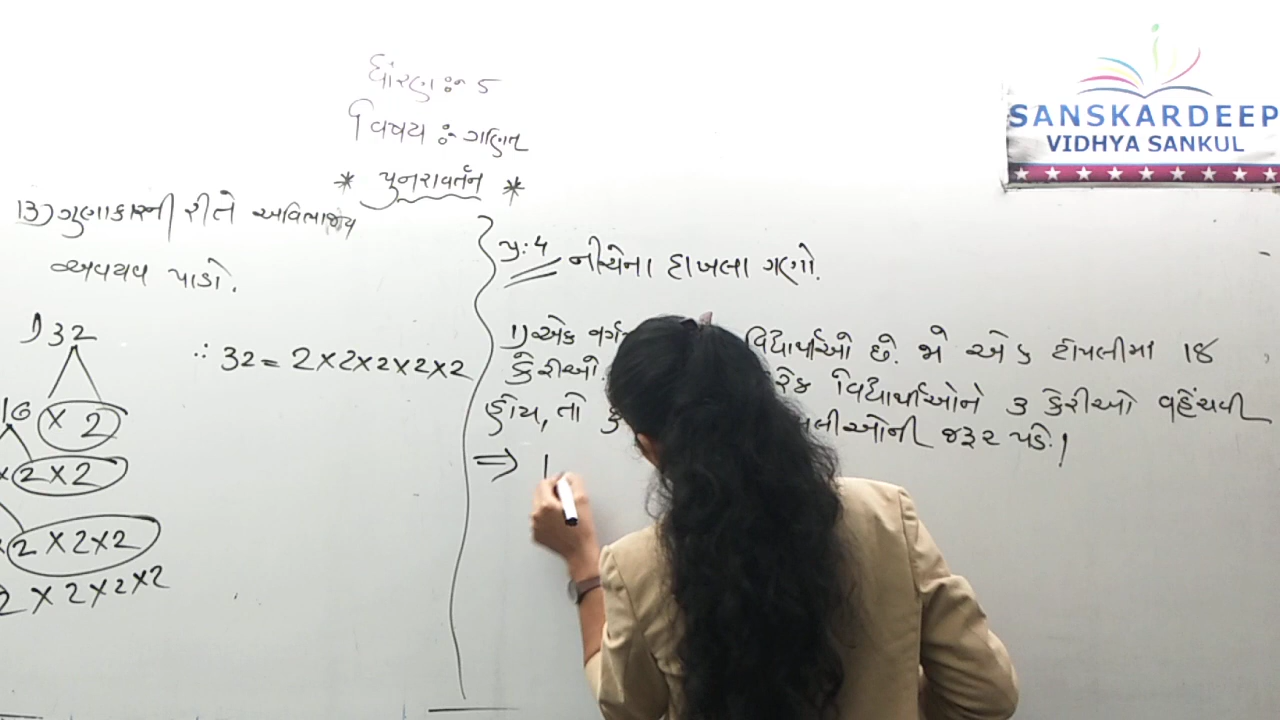 ધોરણ :- 5
વિષય :- ગણિત
* પુનરાવર્તન *
SANSKARDEEP
VIDHYA SANKUL
13) ગુણાકારની રીતે અવિભાજ્ય
અવયવ પાડો.
1) 32
16 × 2
× 2 × 2
× 2 × 2 × 2
2 × 2 × 2 × 2
∴ 32 = 2 × 2 × 2 × 2 × 2
પ્ર: 4 નીચેના દાખલા ગણો.
1) એક વિદ્યાર્થીઓ છે. જો એક ટોપલીમાં 18
કેરીઓ વિદ્યાર્થીઓને 3 કેરીઓ વહેંચવી
હોય, તો જરૂર પડે.
⇒